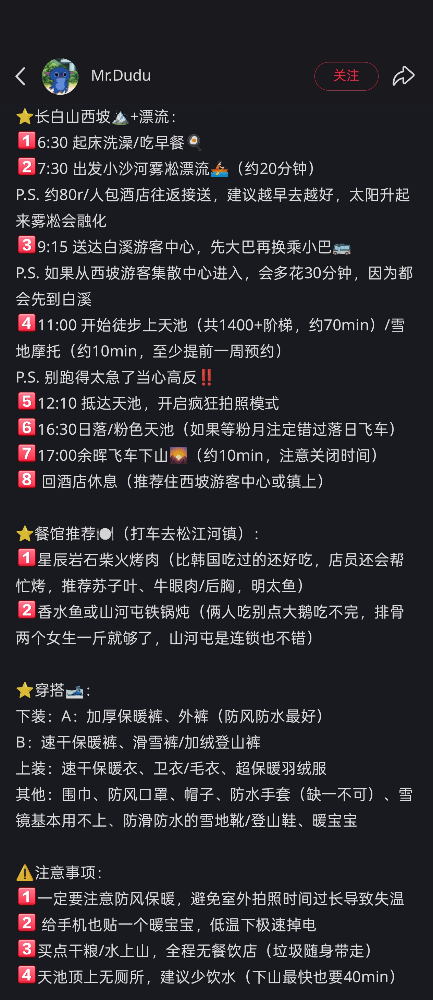 Mr.Dudu
关注
⭐长白山西坡🏔️+漂流：
1️⃣6:30 起床洗澡/吃早餐🍳
2️⃣7:30 出发小沙河雾凇漂流🚣（约20分钟）
P.S. 约80r/人包酒店往返接送，建议越早去越好，太阳升起
来雾凇会融化
3️⃣9:15 送达白溪游客中心，先大巴再换乘小巴🚌
P.S. 如果从西坡游客集散中心进入，会多花30分钟，因为都
会先到白溪
4️⃣11:00 开始徒步上天池（共1400+阶梯，约70min）/雪
地摩托（约10min，至少提前一周预约）
P.S. 别跑得太急了当心高反‼️
5️⃣12:10 抵达天池，开启疯狂拍照模式
6️⃣16:30日落/粉色天池（如果等粉月注定错过落日飞车）
7️⃣17:00余晖飞车下山🌄（约10min，注意关闭时间）
8️⃣ 回酒店休息（推荐住西坡游客中心或镇上）
⭐餐馆推荐🍽️（打车去松江河镇）：
1️⃣星辰岩石柴火烤肉（比韩国吃过的还好吃，店员还会帮
忙烤，推荐苏子叶、牛眼肉/后胸，明太鱼）
2️⃣香水鱼或山河屯铁锅炖（俩人吃别点大鹅吃不完，排骨
两个女生一斤就够了，山河屯是连锁也不错）
⭐穿搭🎿：
下装：A：加厚保暖裤、外裤（防风防水最好）
B：速干保暖裤、滑雪裤/加绒登山裤
上装：速干保暖衣、卫衣/毛衣、超保暖羽绒服
其他：围巾、防风口罩、帽子、防水手套（缺一不可）、雪
镜基本用不上、防滑防水的雪地靴/登山鞋、暖宝宝
⚠️注意事项：
1️⃣一定要注意防风保暖，避免室外拍照时间过长导致失温
2️⃣ 给手机也贴一个暖宝宝，低温下极速掉电
3️⃣买点干粮/水上山，全程无餐饮店（垃圾随身带走）
4️⃣天池顶上无厕所，建议少饮水（下山最快也要40min）